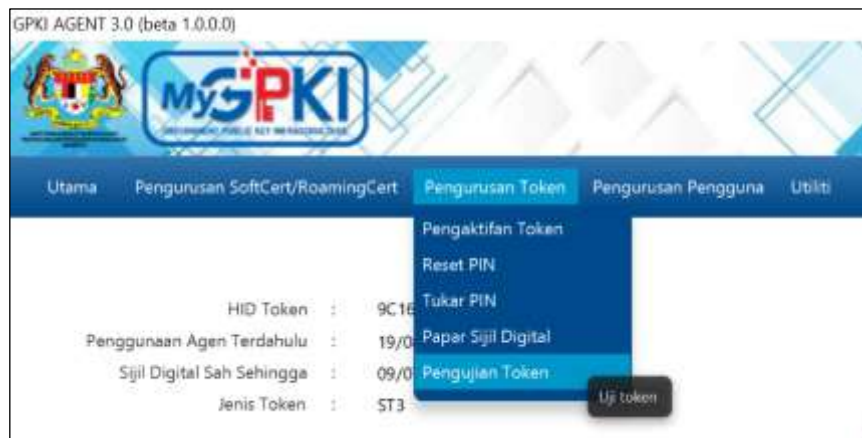 GPKI AGENT 3.0 (beta 1.0.0.0)
MyGPKI
Utama Pengurusan SoftCert/RoamingCert Pengurusan Token Pengurusan Pengguna Utiliti
Pengaktifan Token
Reset PIN
HID Token : 9C16 Tukar PIN
Penggunaan Agen Terdahulu : 19/0 Papar Sijil Digital
Sijil Digital Sah Sehingga : 09/0 Pengujian Token
Uji token
Jenis Token : ST3